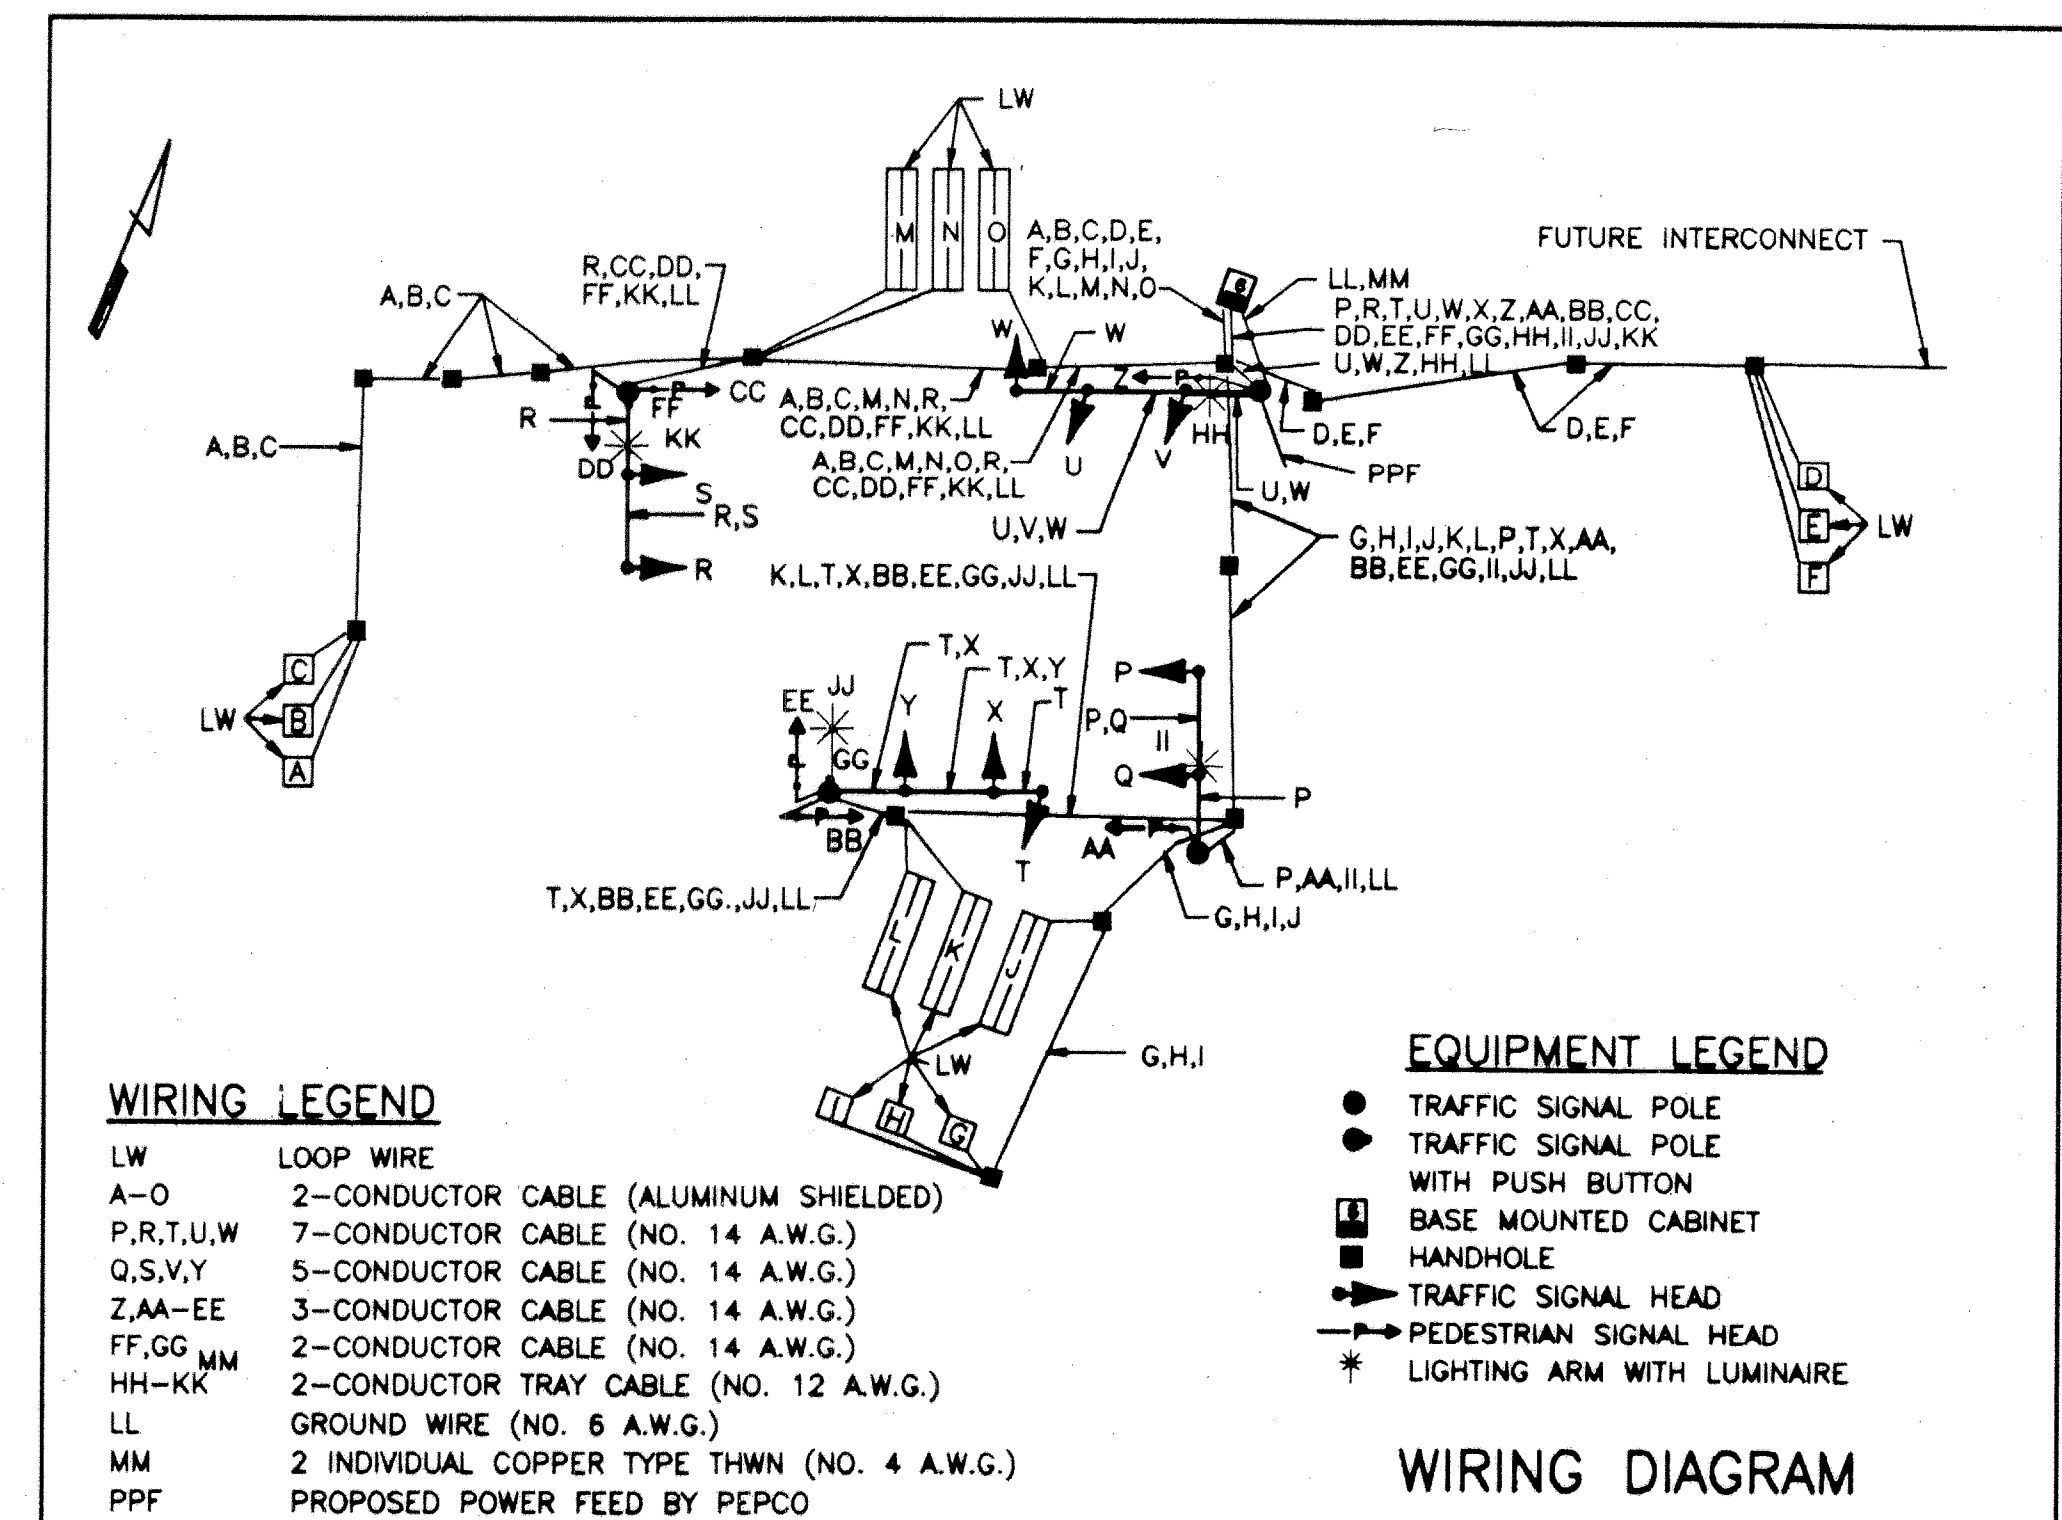 LW
M
N
O
A,B,C,D,E,
F,G,H,I,J,
K,L,M,N,O
6
LL,MM
P,R,T,U,W,X,Z,AA,BB,CC,
DD,EE,FF,GG,HH,II,JJ,KK
U,W,Z,HH,LL
FUTURE INTERCONNECT
R,CC,DD,
FF,KK,LL
A,B,C
W
W
Z
P
P
CC
FF
KK
R
P
DD
S
R,S
R
A,B,C
A,B,C,M,N,R,
CC,DD,FF,KK,LL
A,B,C,M,N,O,R,
CC,DD,FF,KK,LL
U
V
HH
D,E,F
D,E,F
PPF
U,W
U,V,W
D
E
F
LW
G,H,I,J,K,L,P,T,X,AA,
BB,EE,GG,II,JJ,LL
K,L,T,X,BB,EE,GG,JJ,LL
C
B
A
LW
T,X
T,X,Y
T
EE
JJ
Y
X
P
P,Q
II
Q
P
P
GG
P
BB
T
AA
P
T,X,BB,EE,GG.,JJ,LL
P,AA,II,LL
G,H,I,J
L
K
J
LW
G,H,I
I
H
G
WIRING LEGEND
LW LOOP WIRE
A-O 2-CONDUCTOR CABLE (ALUMINUM SHIELDED)
P,R,T,U,W 7-CONDUCTOR CABLE (NO. 14 A.W.G.)
Q,S,V,Y 5-CONDUCTOR CABLE (NO. 14 A.W.G.)
Z,AA-EE 3-CONDUCTOR CABLE (NO. 14 A.W.G.)
FF,GG MM 2-CONDUCTOR CABLE (NO. 14 A.W.G.)
HH-KK 2-CONDUCTOR TRAY CABLE (NO. 12 A.W.G.)
LL GROUND WIRE (NO. 6 A.W.G.)
MM 2 INDIVIDUAL COPPER TYPE THWN (NO. 4 A.W.G.)
PPF PROPOSED POWER FEED BY PEPCO
EQUIPMENT LEGEND
TRAFFIC SIGNAL POLE
TRAFFIC SIGNAL POLE
WITH PUSH BUTTON
6 BASE MOUNTED CABINET
HANDHOLE
TRAFFIC SIGNAL HEAD
P PEDESTRIAN SIGNAL HEAD
LIGHTING ARM WITH LUMINAIRE
WIRING DIAGRAM